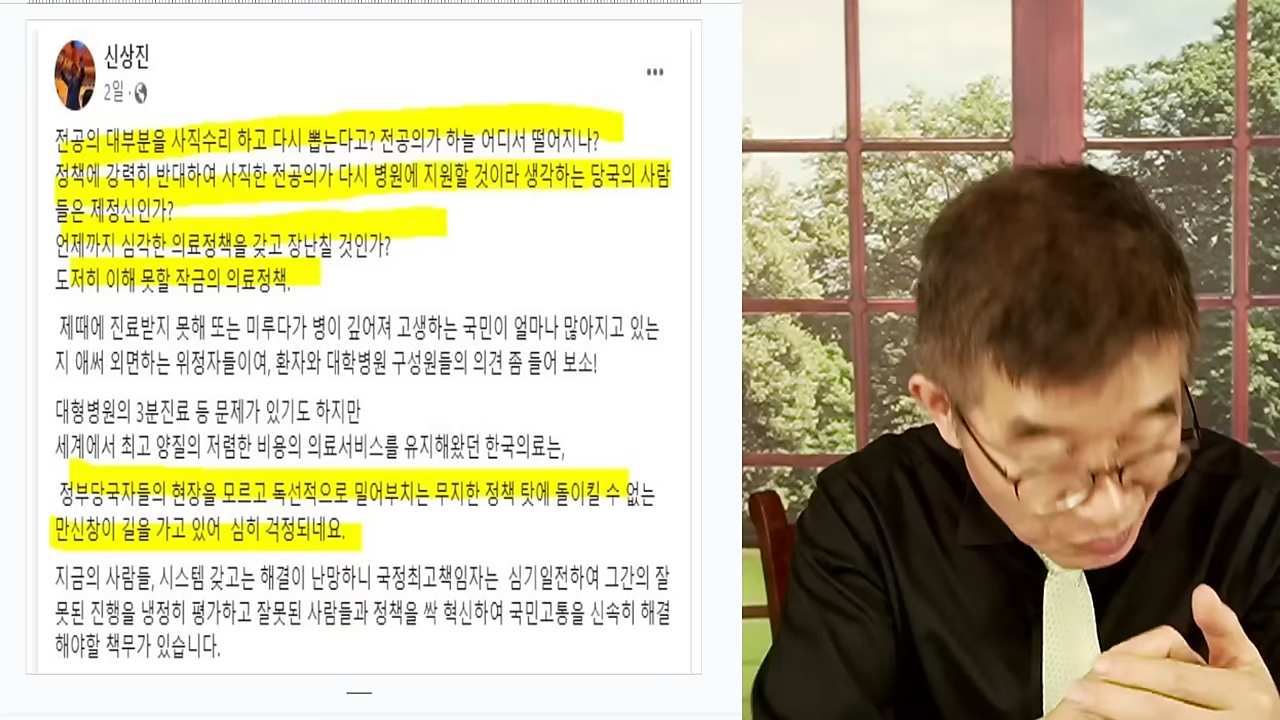 신상진
2일 ·
전공의 대부분을 사직수리 하고 다시 뽑는다고? 전공의가 하늘 어디서 떨어지나?
정책에 강력히 반대하여 사직한 전공의가 다시 병원에 지원할 것이라 생각하는 당국의 사람
들은 제정신인가?
언제까지 심각한 의료정책을 갖고 장난칠 것인가?
도저히 이해 못할 작금의 의료정책.
제때에 진료받지 못해 또는 미루다가 병이 깊어져 고생하는 국민이 얼마나 많아지고 있는
지 애써 외면하는 위정자들이여, 환자와 대학병원 구성원들의 의견 좀 들어 보소!
대형병원의 3분진료 등 문제가 있기도 하지만
세계에서 최고 양질의 저렴한 비용의 의료서비스를 유지해왔던 한국의료는,
정부당국자들의 현장을 모르고 독선적으로 밀어부치는 무지한 정책 탓에 돌이킬 수 없는
만신창이 길을 가고 있어 심히 걱정되네요.
지금의 사람들, 시스템 갖고는 해결이 난망하니 국정최고책임자는 심기일전하여 그간의 잘
못된 진행을 냉정히 평가하고 잘못된 사람들과 정책을 싹 혁신하여 국민고통을 신속히 해결
해야할 책무가 있습니다.